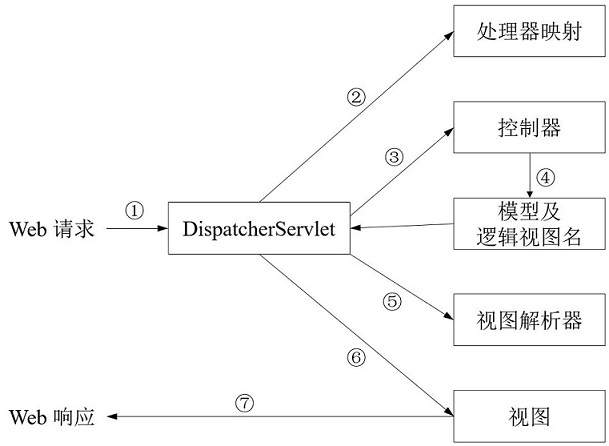 处理器映射
②
控制器
③
①
④
Web 请求
DispatcherServlet
模型及
逻辑视图名
⑤
视图解析器
⑥
⑦
Web 响应
视图